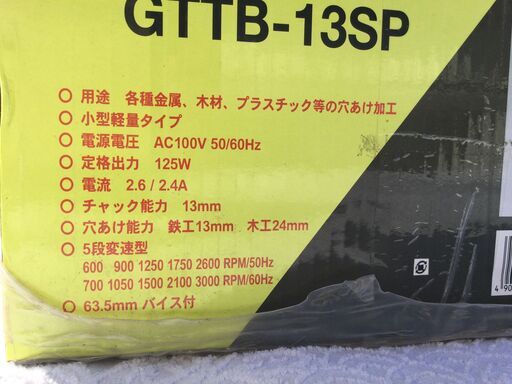 GTTB-13SP
○ 用途 各種金属、木材、プラスチック等の穴あけ加工
○ 小型軽量タイプ
○ 電源電圧 AC100V 50/60Hz
○ 定格出力 125W
○ 電流 2.6 / 2.4A
○ チャック能力 13mm
○ 穴あけ能力 鉄工13mm 木工24mm
○ 5段変速型
600 900 1250 1750 2600 RPM/50Hz
700 1050 1500 2100 3000 RPM/60Hz
○ 63.5mm バイス付
4 90